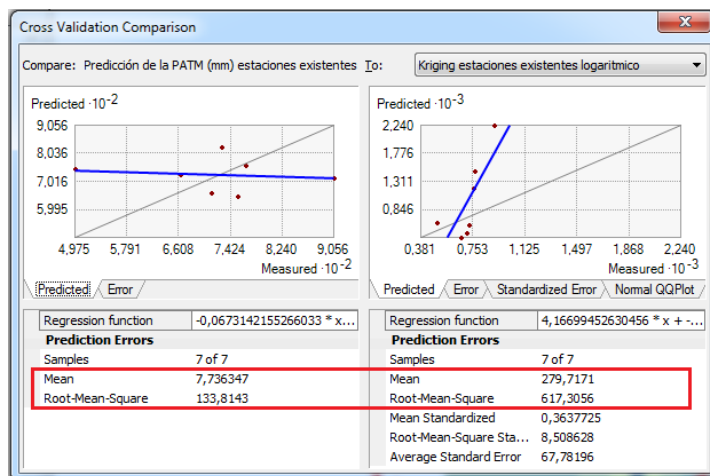 Cross Validation Comparison
Compare: Predicción de la PATM (mm) estaciones existentes To: Kriging estaciones existentes logaritmico
Predicted ·10-2
9,056
8,036
7,016
5,995
4,975 5,791 6,608 7,424 8,240 9,056
Measured ·10-2
Predicted Error
Regression function -0,0673142155266033 * x...
Prediction Errors
Samples 7 of 7
Mean 7,736347
Root-Mean-Square 133,8143
Predicted ·10-3
2,240
1,776
1,311
0,846
0,381 0,753 1,125 1,497 1,868 2,240
Measured ·10-3
Predicted Error Standardized Error Normal QQPlot
Regression function 4,16699452630456 * x + -...
Prediction Errors
Samples 7 of 7
Mean 279,7171
Root-Mean-Square 617,3056
Mean Standardized 0,3637725
Root-Mean-Square Sta... 8,508628
Average Standard Error 67,78196